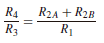 R4/R3 = (R2A + R2B)/R1